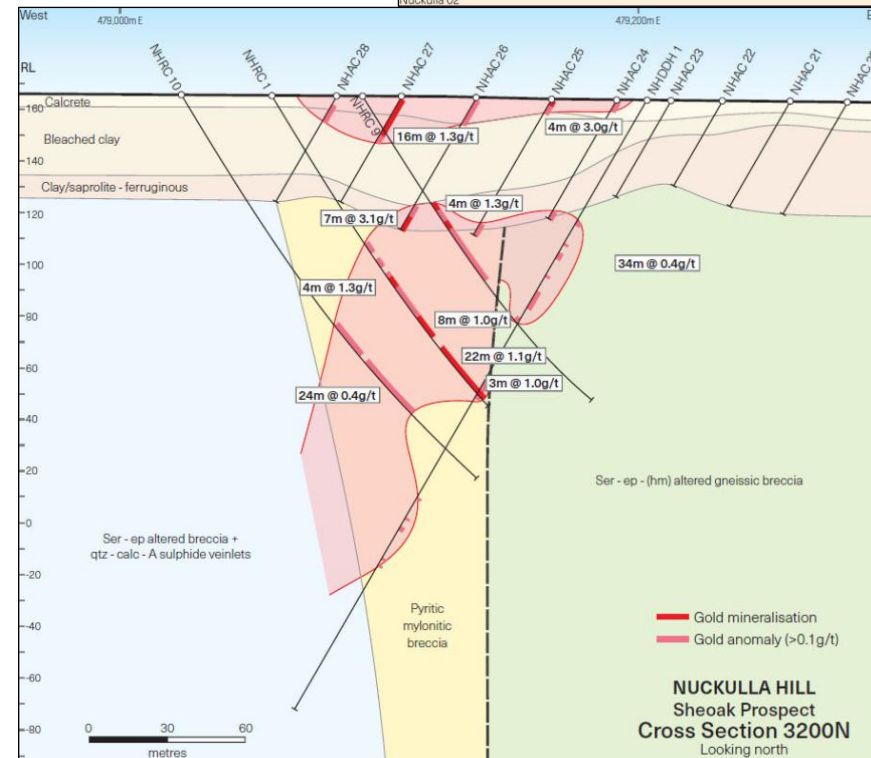 Nuckulla 02
West
479,000m E
479,200m E
E
NHRC 10
NHRC 1
NHAC 28
NHRC 9
NHAC 27
NHAC 26
NHAC 25
NHAC 24
NHDDH 1
NHAC 23
NHAC 22
NHAC 21
RL
160
Calcrete
16m @ 1.3g/t
4m @ 3.0g/t
Bleached clay
140
Clay/saprolite - ferruginous
120
4m @ 1.3g/t
7m @ 3.1g/t
100
34m @ 0.4g/t
4m @ 1.3g/t
80
8m @ 1.0g/t
60
22m @ 1.1g/t
3m @ 1.0g/t
24m @ 0.4g/t
40
20
Ser - ep - (hm) altered gneissic breccia
0
Ser - ep altered breccia +
qtz - calc - A sulphide veinlets
-20
Pyritic
mylonitic
breccia
-40
Gold mineralisation
Gold anomaly (>0.1g/t)
-60
NUCKULLA HILL
Sheoak Prospect
Cross Section 3200N
Looking north
-80
0 30 60
metres